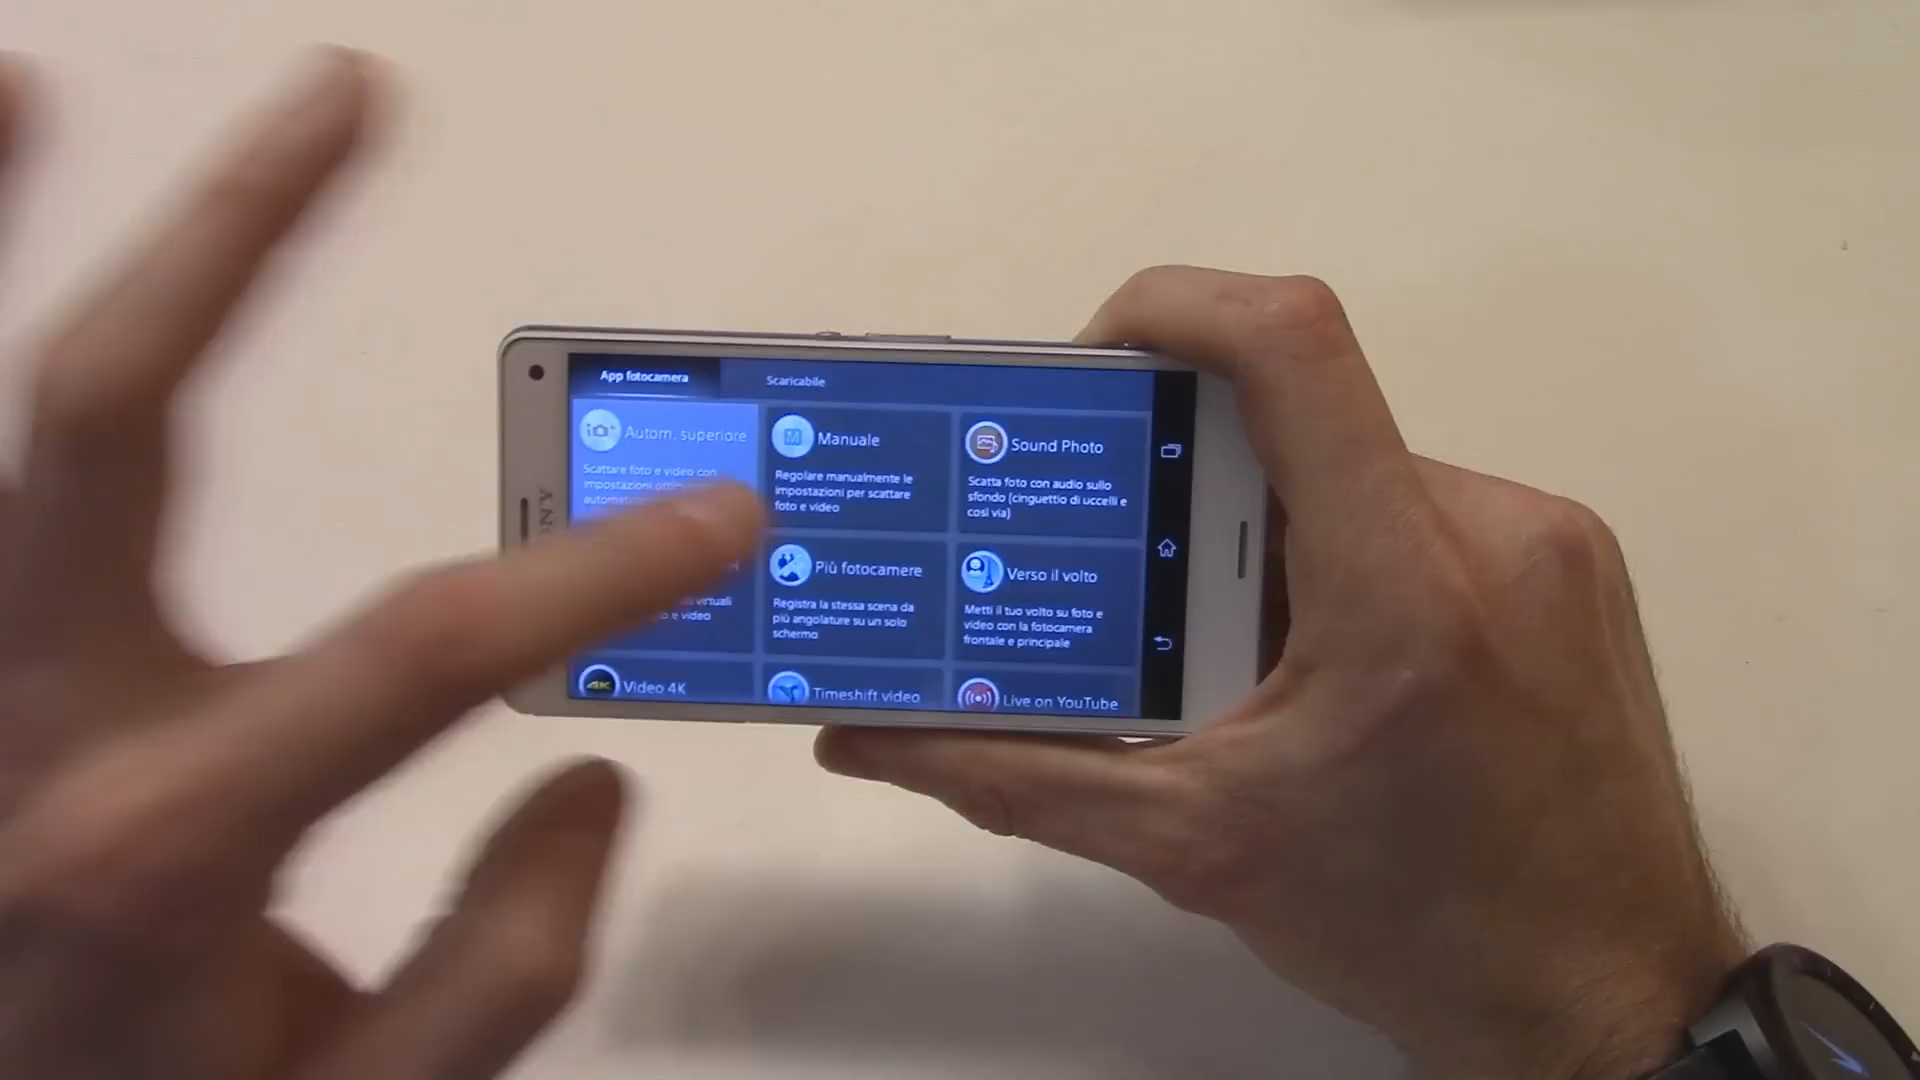 App fotocamera
Scaricabile
Autom. superiore
Scattare foto e video con
impostazioni
Manuale
Regolare manualmente le
impostazioni per scattare
foto e video
Sound Photo
Scatta foto con audio sullo
sfondo (cinguettio di uccelli e
così via)
virtuali
e video
Più fotocamere
Registra la stessa scena da
più angolature su un solo
schermo
Verso il volto
Metti il tuo volto su foto e
video con la fotocamera
frontale e principale
Video 4K
Timeshift video
Live on YouTube
SONY